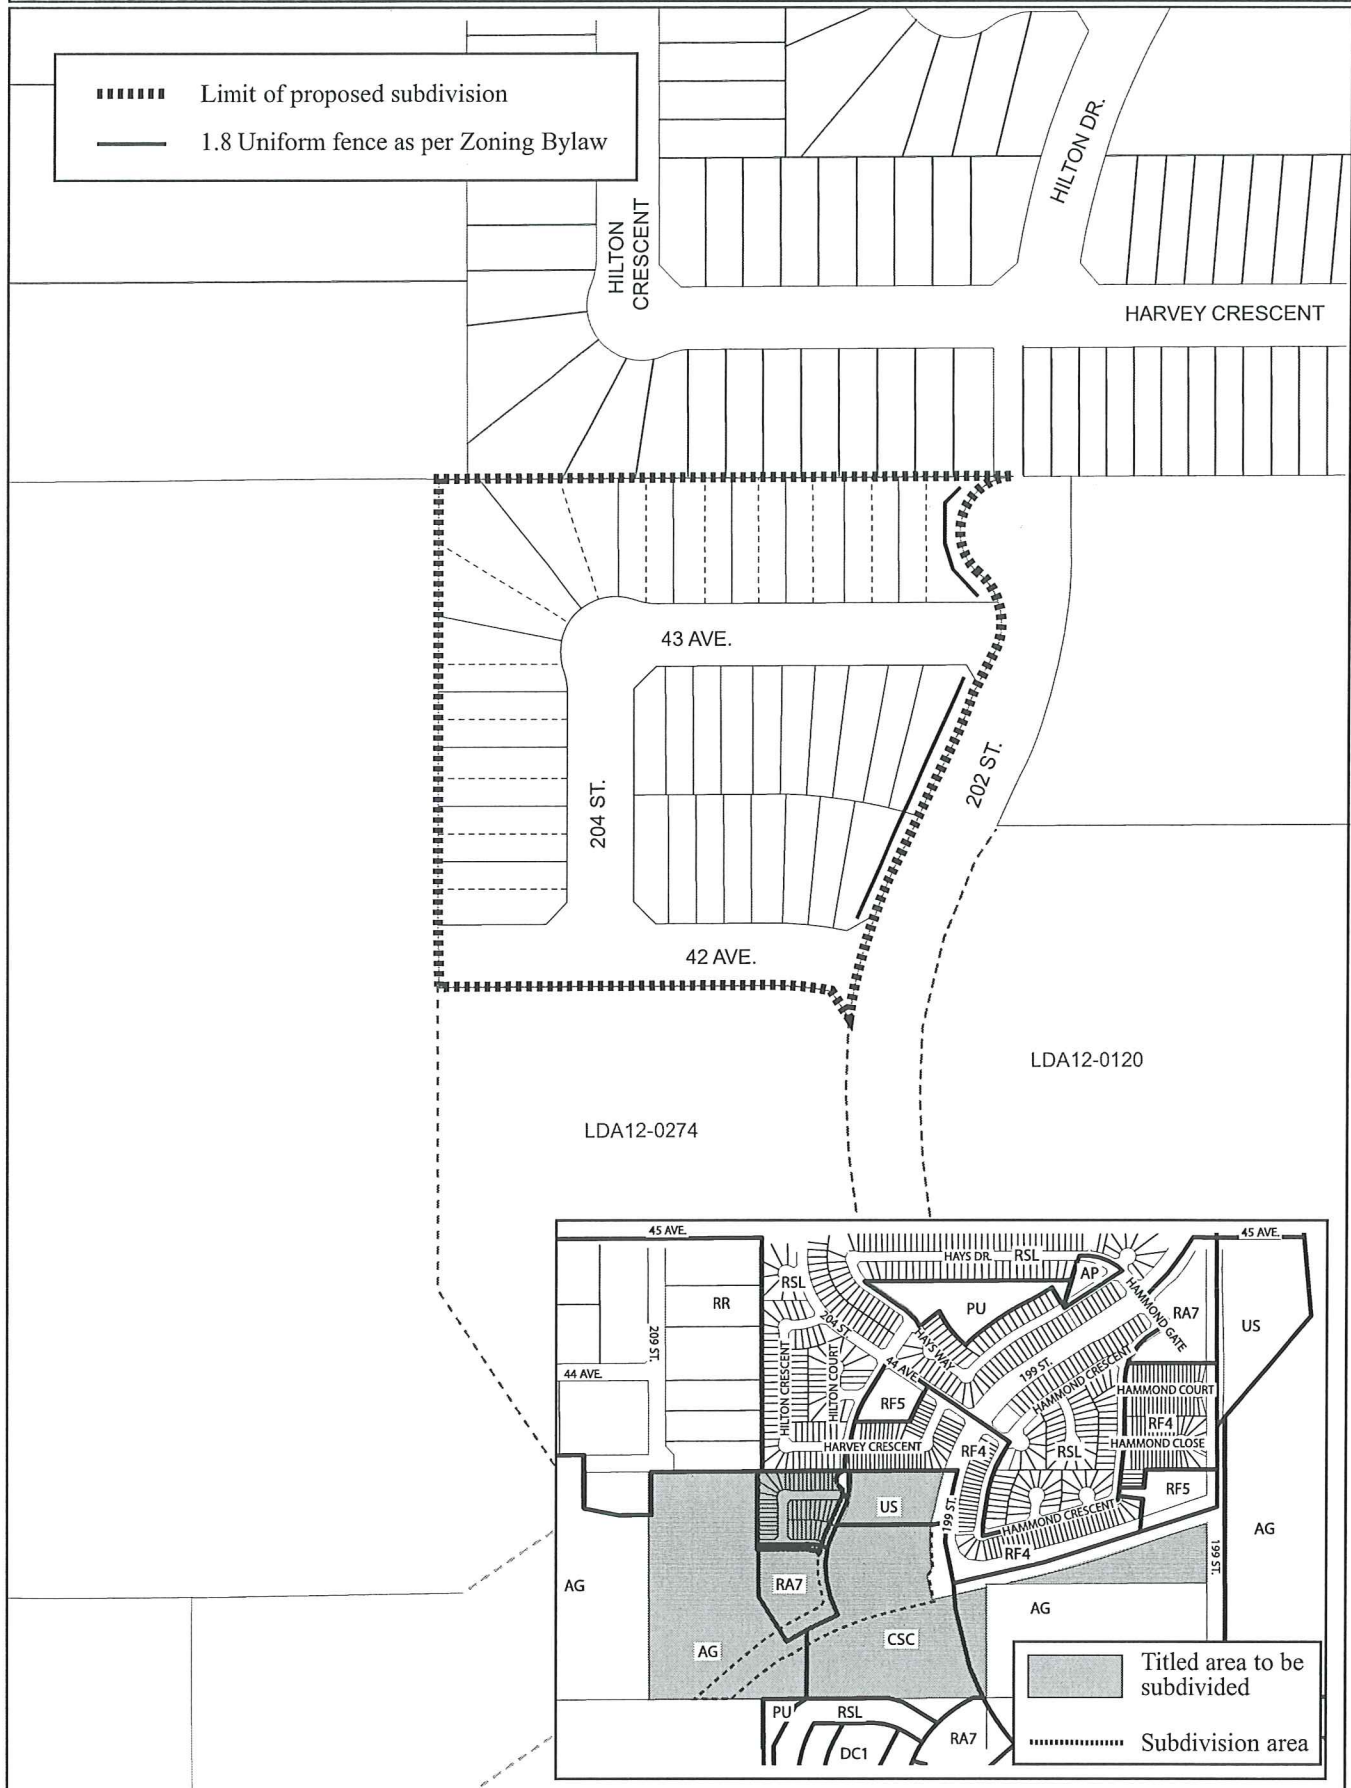 Limit of proposed subdivision
1.8 Uniform fence as per Zoning Bylaw
HILTON DR.
HILTON
CRESCENT
HARVEY CRESCENT
43 AVE.
202 ST.
204 ST.
42 AVE.
LDA12-0120
LDA12-0274
45 AVE.
45 AVE.
HAYS DR.
RSL
RSL
AP
RR
PU
HAMMOND GATE
RA7
US
204 ST.
209 ST.
HAYS WAY
199 ST.
44 AVE.
44 AVE
HILTON CRESCENT
HILTON COURT
HAMMOND CRESCENT
HAMMOND COURT
RF5
RF4
HARVEY CRESCENT
RF4
RSL
HAMMOND CLOSE
RF5
US
199 ST.
HAMMOND CRESCENT
RF4
AG
199 ST.
AG
RA7
AG
CSC
AG
Titled area to be
subdivided
PU
RSL
RA7
DC1
Subdivision area